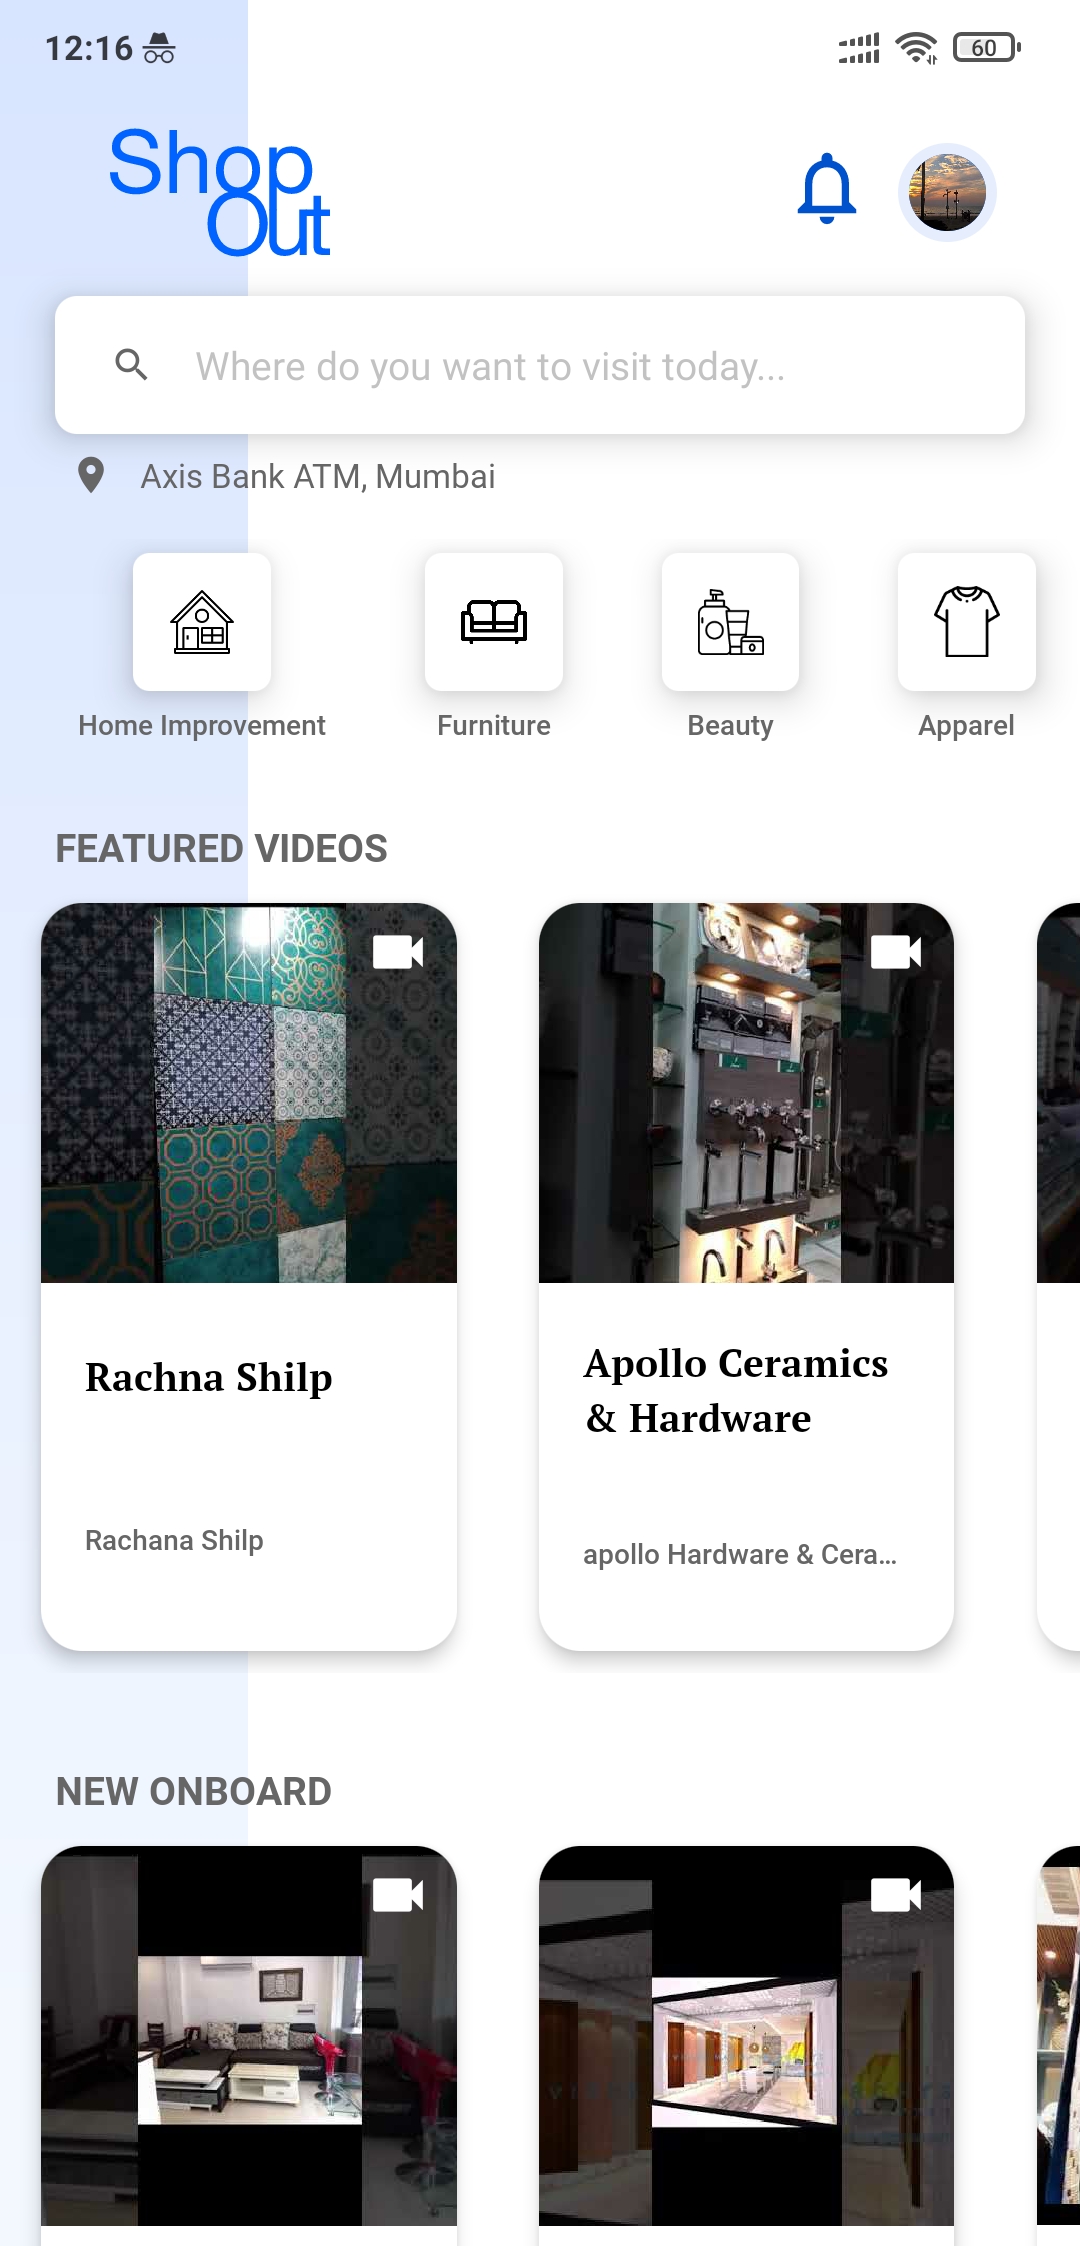 12:16
60
Shop
Out
Where do you want to visit today...
Axis Bank ATM, Mumbai
Home Improvement
Furniture
Beauty
Apparel
FEATURED VIDEOS
Rachna Shilp
Apollo Ceramics
& Hardware
Rachana Shilp
apollo Hardware & Cera...
NEW ONBOARD